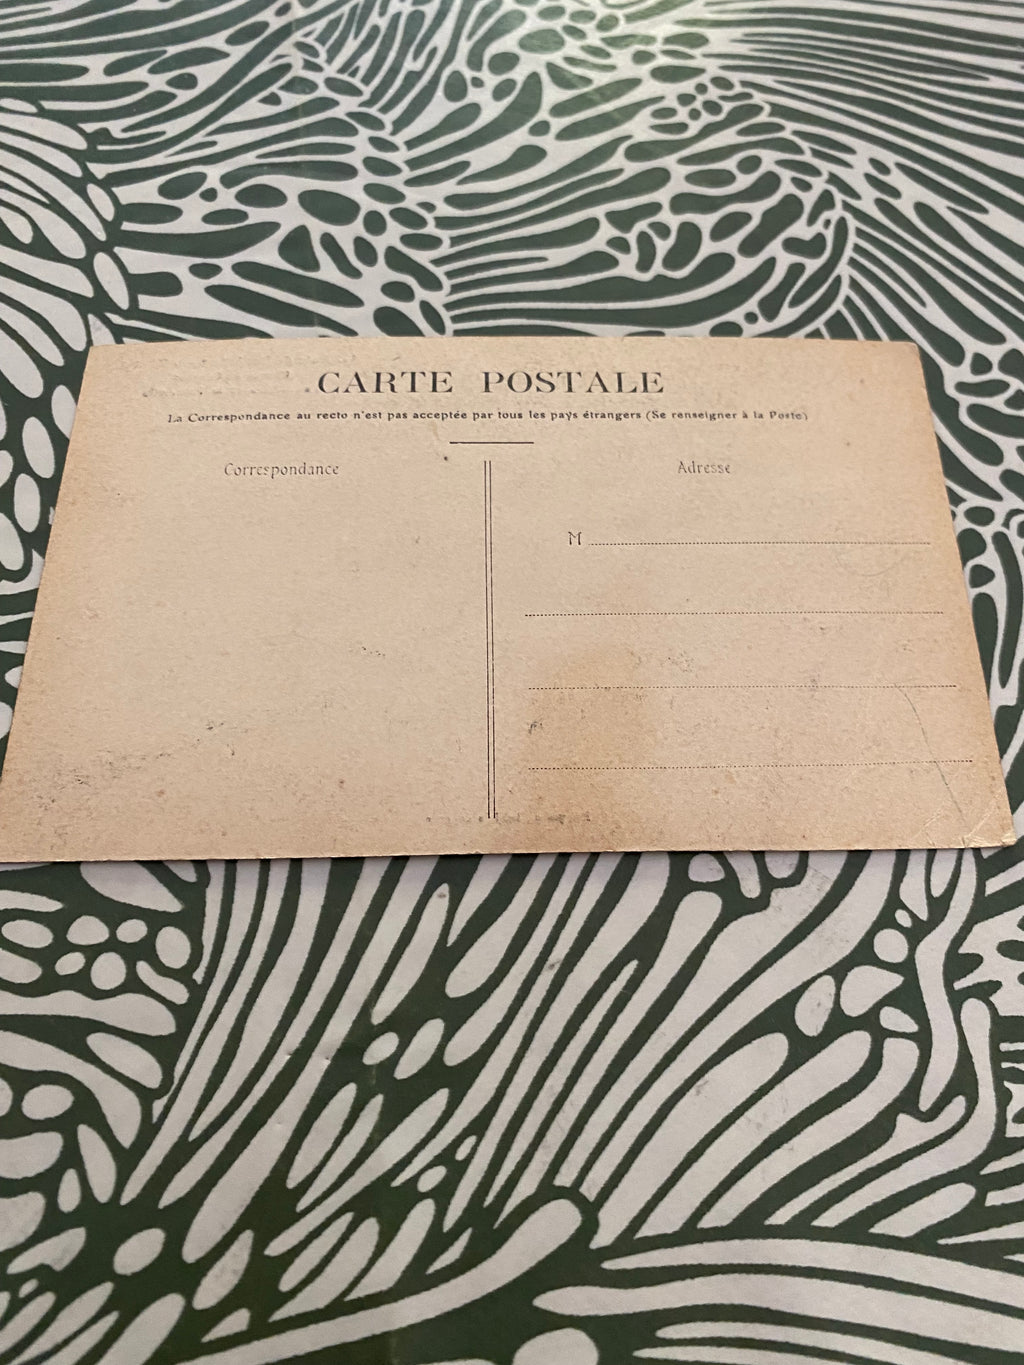 CARTE POSTALE
La Correspondance au recto n'est pas acceptée par tous les pays étrangers (Se renseigner à la Poste)
Correspondance
Adresse
M